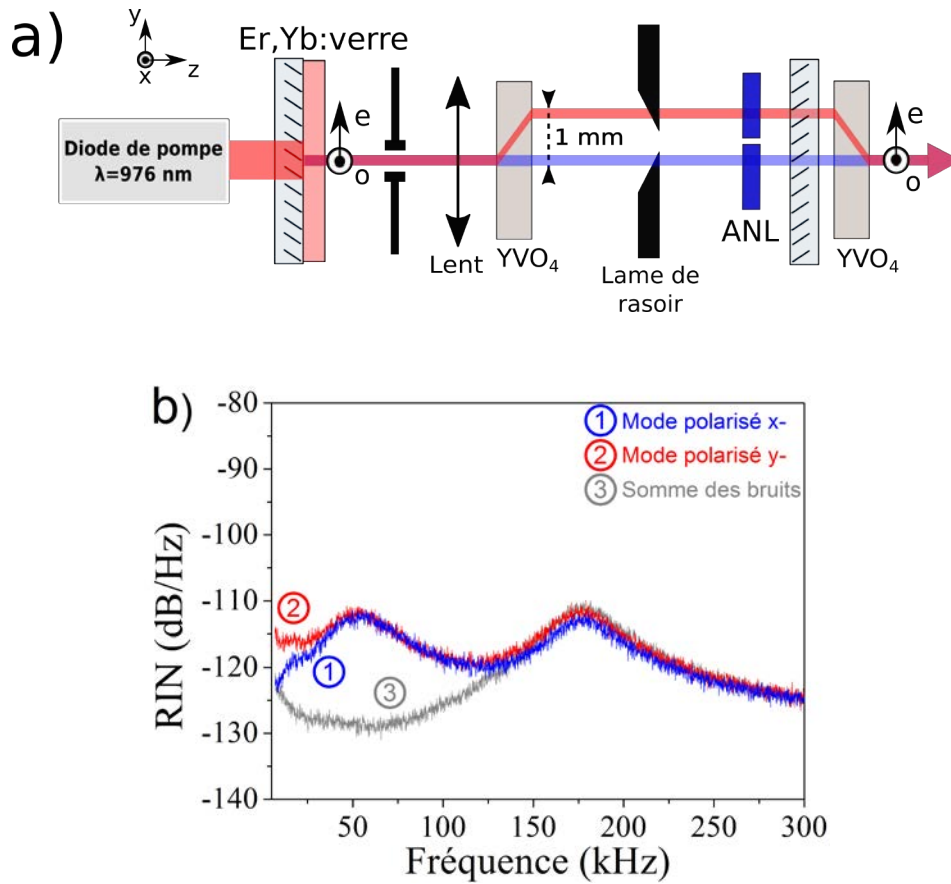 a)
y
x
z
Er,Yb:verre
Diode de pompe
λ=976 nm
e
o
Lent
YVO₄
1 mm
Lame de
rasoir
ANL
YVO₄
e
o
b)
RIN (dB/Hz)
-80
-90
-100
-110
-120
-130
-140
1 Mode polarisé x-
2 Mode polarisé y-
3 Somme des bruits
2
1
3
50
100
150
200
250
300
Fréquence (kHz)